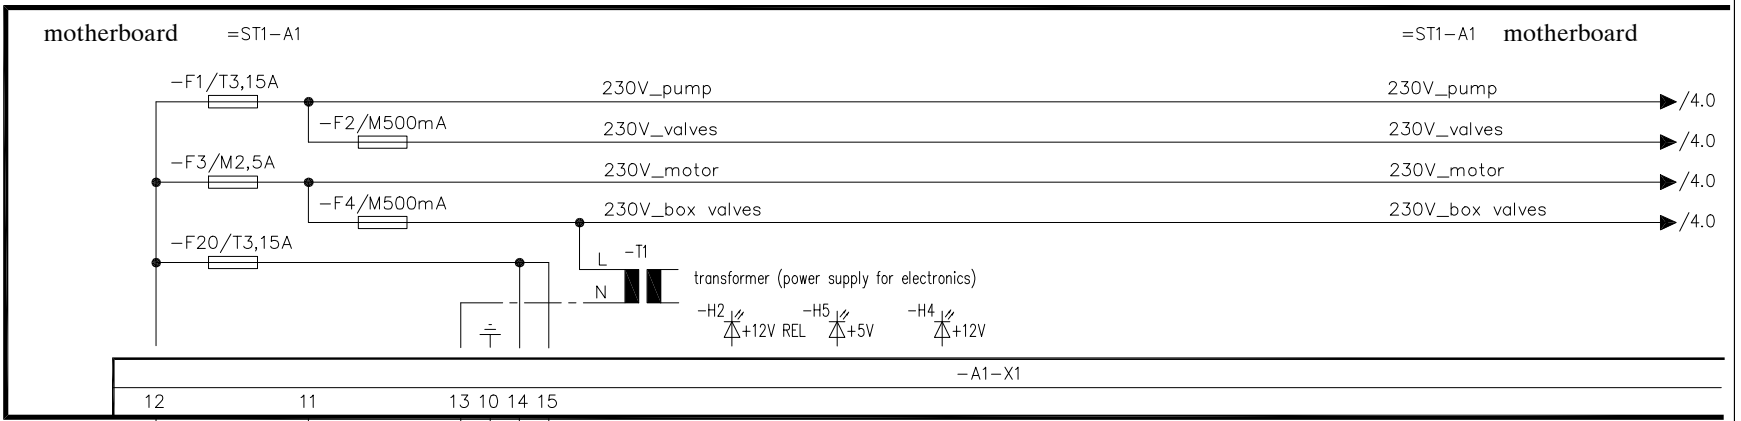 motherboard =ST1-A1 =ST1-A1 motherboard
-F1/T3,15A 230V_pump 230V_pump /4.0
-F2/M500mA 230V_valves 230V_valves /4.0
-F3/M2,5A 230V_motor 230V_motor /4.0
-F4/M500mA 230V_box valves 230V_box valves /4.0
-F20/T3,15A
-T1
L
N
transformer (power supply for electronics)
-H2 -H5 -H4
+12V REL +5V +12V
-A1-X1
12 11 13 10 14 15